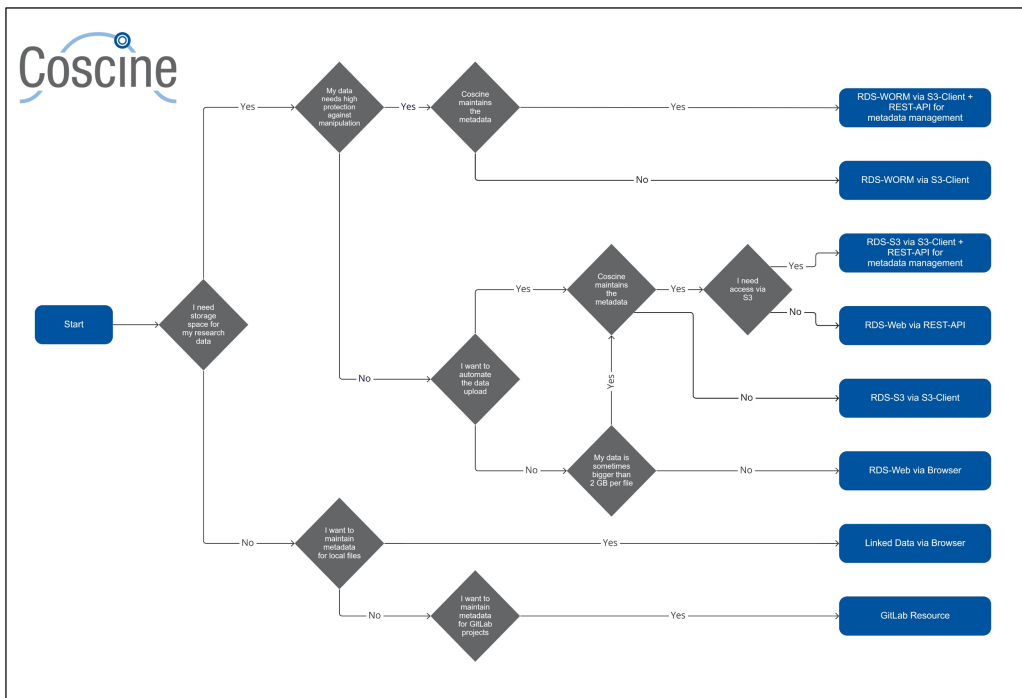 Coscine
My data
needs high
protection
against
manipulation
Coscine
maintains
the
metadata
RDS-WORM via S3-Client +
REST-API for
metadata management
Yes
Yes
Yes
No
RDS-WORM via S3-Client
RDS-S3 via S3-Client +
REST-API for
metadata management
Coscine
maintains
the
metadata
I need
access via
S3
Yes
Yes
Yes
No
Start
I need
storage
space for
my research
data
RDS-Web via REST-API
I want to
automate
the data
upload
No
Yes
No
RDS-S3 via S3-Client
My data is
sometimes
bigger than
2 GB per file
No
No
RDS-Web via Browser
I want to
maintain
metadata
for local files
No
Yes
Linked Data via Browser
I want to
maintain
metadata
for GitLab
projects
No
Yes
GitLab Resource